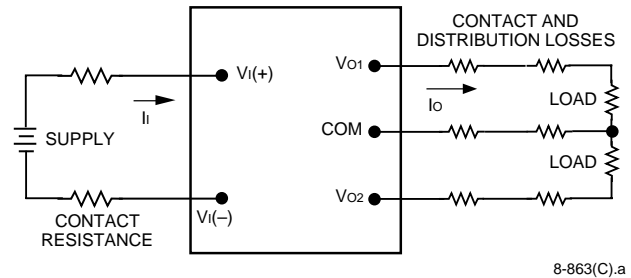 CONTACT AND
DISTRIBUTION LOSSES
VI(+)
VO1
II
IO
LOAD
SUPPLY
COM
LOAD
CONTACT
RESISTANCE
VI(–)
VO2
8-863(C).a